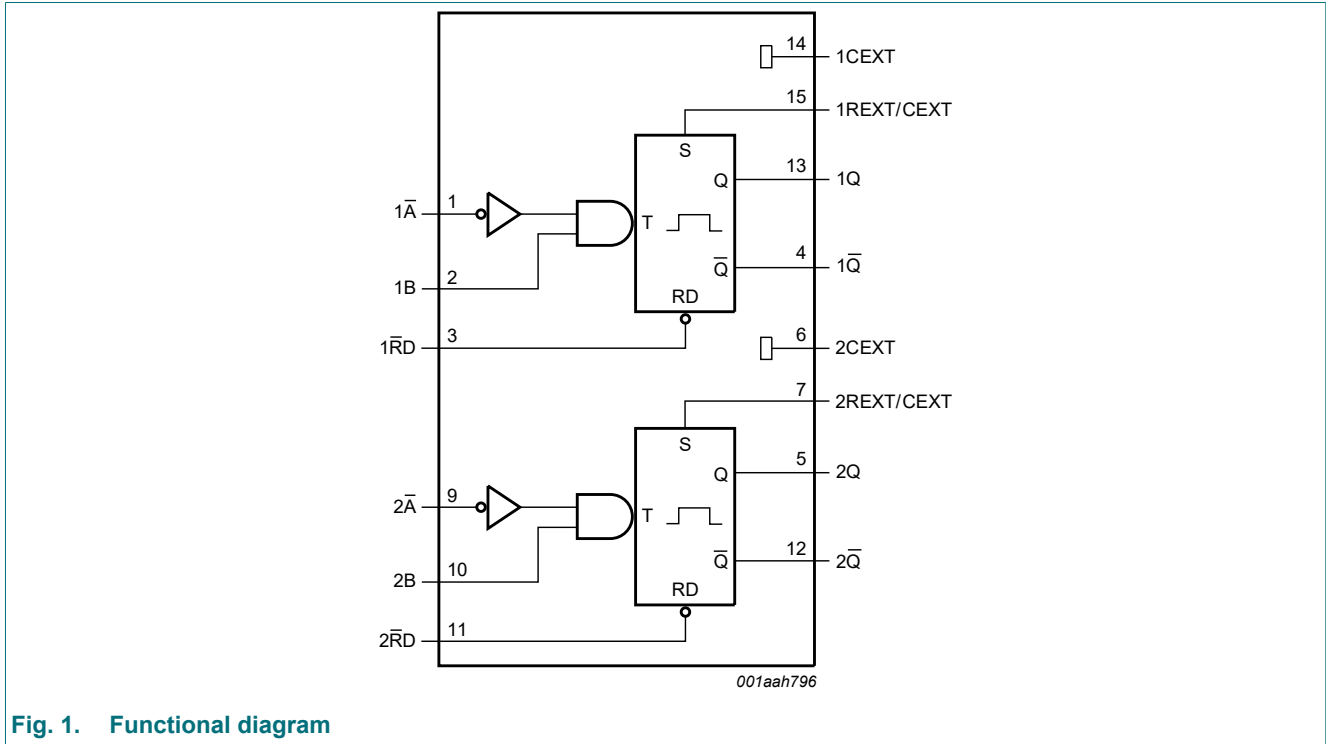 14 1CEXT
15 1REXT/CEXT
S
Q 13 1Q
1A̅ 1
T
1B 2
Q̅ 4 1Q̅
RD
1R̅D 3
6 2CEXT
7 2REXT/CEXT
S
Q 5 2Q
2A̅ 9
T
2B 10
Q̅ 12 2Q̅
RD
2R̅D 11
001aah796
Fig. 1. Functional diagram